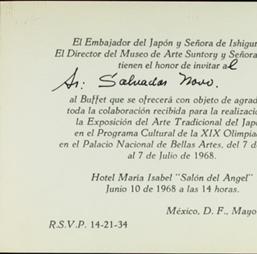 El Embajador del Japón y Señora de Ishigur
El Director del Museo de Arte Suntory y Señora
tienen el honor de invitar al
Sr. Salvador Novo.
al Buffet que se ofrecerá con objeto de agrad
toda la colaboración recibida para la realizació
la Exposición del Arte Tradicional del Jap
en el Programa Cultural de la XIX Olimpia
en el Palacio Nacional de Bellas Artes, del 7 de
al 7 de Julio de 1968.
Hotel María Isabel "Salón del Angel"
Junio 10 de 1968 a las 14 horas.
México, D. F., Mayo
R.S.V.P. 14-21-34